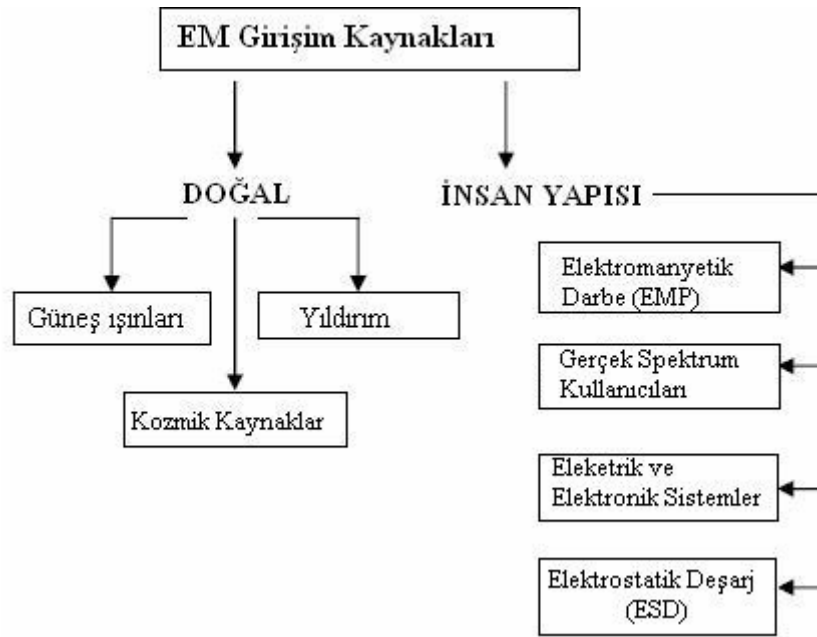 EM Girişim Kaynakları
DOĞAL
İNSAN YAPISI
Güneş ışınları
Yıldırım
Kozmik Kaynaklar
Elektromanyetik
Darbe (EMP)
Gerçek Spektrum
Kullanıcıları
Eleketrik ve
Elektronik Sistemler
Elektrostatik Deşarj
(ESD)